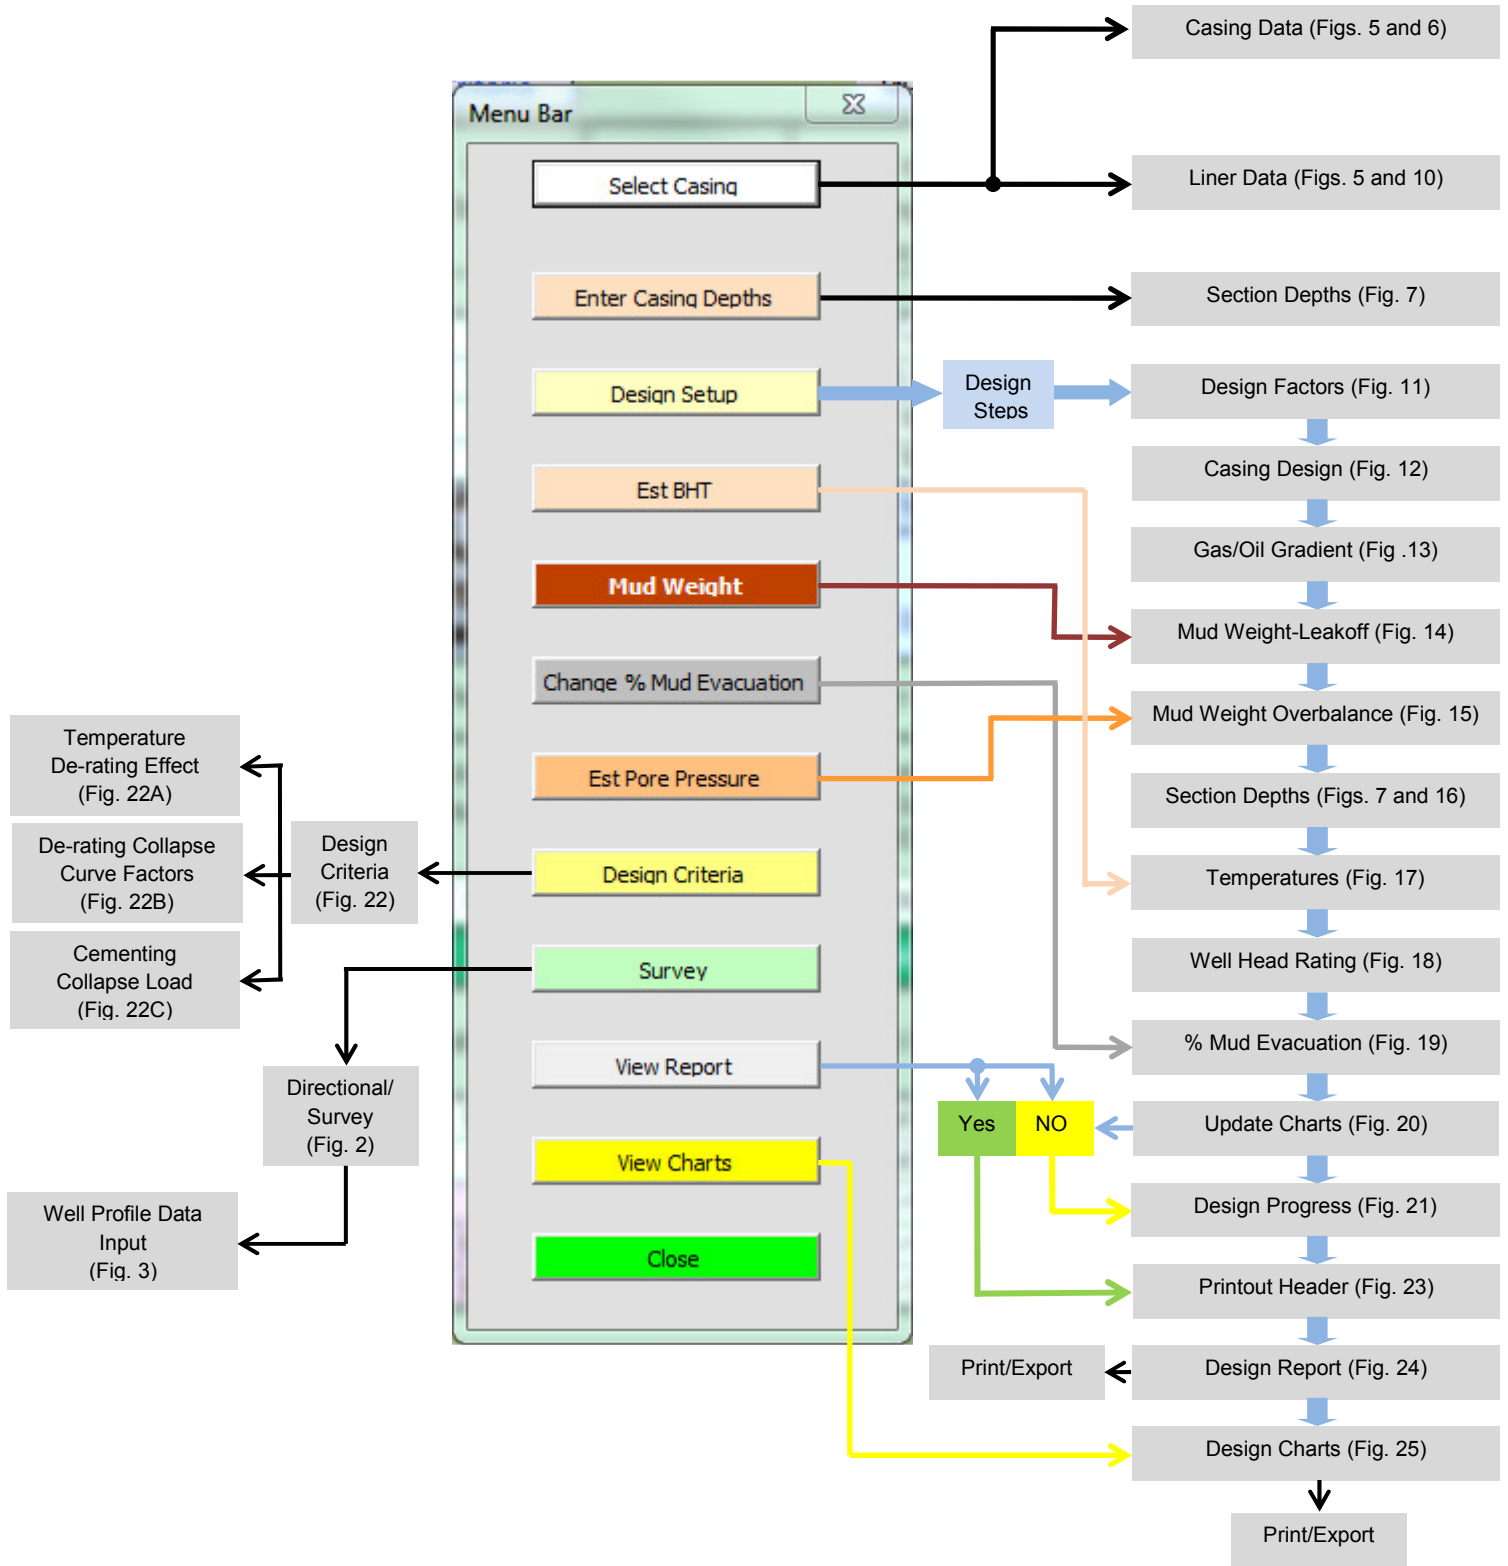 Casing Data (Figs. 5 and 6)
Menu Bar
Select Casing
Liner Data (Figs. 5 and 10)
Enter Casing Depths
Section Depths (Fig. 7)
Design Setup
Design
Steps
Design Factors (Fig. 11)
Casing Design (Fig. 12)
Est BHT
Gas/Oil Gradient (Fig .13)
Mud Weight
Mud Weight-Leakoff (Fig. 14)
Change % Mud Evacuation
Mud Weight Overbalance (Fig. 15)
Est Pore Pressure
Section Depths (Figs. 7 and 16)
Temperature
De-rating Effect
(Fig. 22A)
De-rating Collapse
Curve Factors
(Fig. 22B)
Cementing
Collapse Load
(Fig. 22C)
Design
Criteria
(Fig. 22)
Design Criteria
Temperatures (Fig. 17)
Survey
Well Head Rating (Fig. 18)
% Mud Evacuation (Fig. 19)
View Report
Directional/
Survey
(Fig. 2)
Yes
NO
Update Charts (Fig. 20)
View Charts
Design Progress (Fig. 21)
Well Profile Data
Input
(Fig. 3)
Close
Printout Header (Fig. 23)
Print/Export
Design Report (Fig. 24)
Design Charts (Fig. 25)
Print/Export